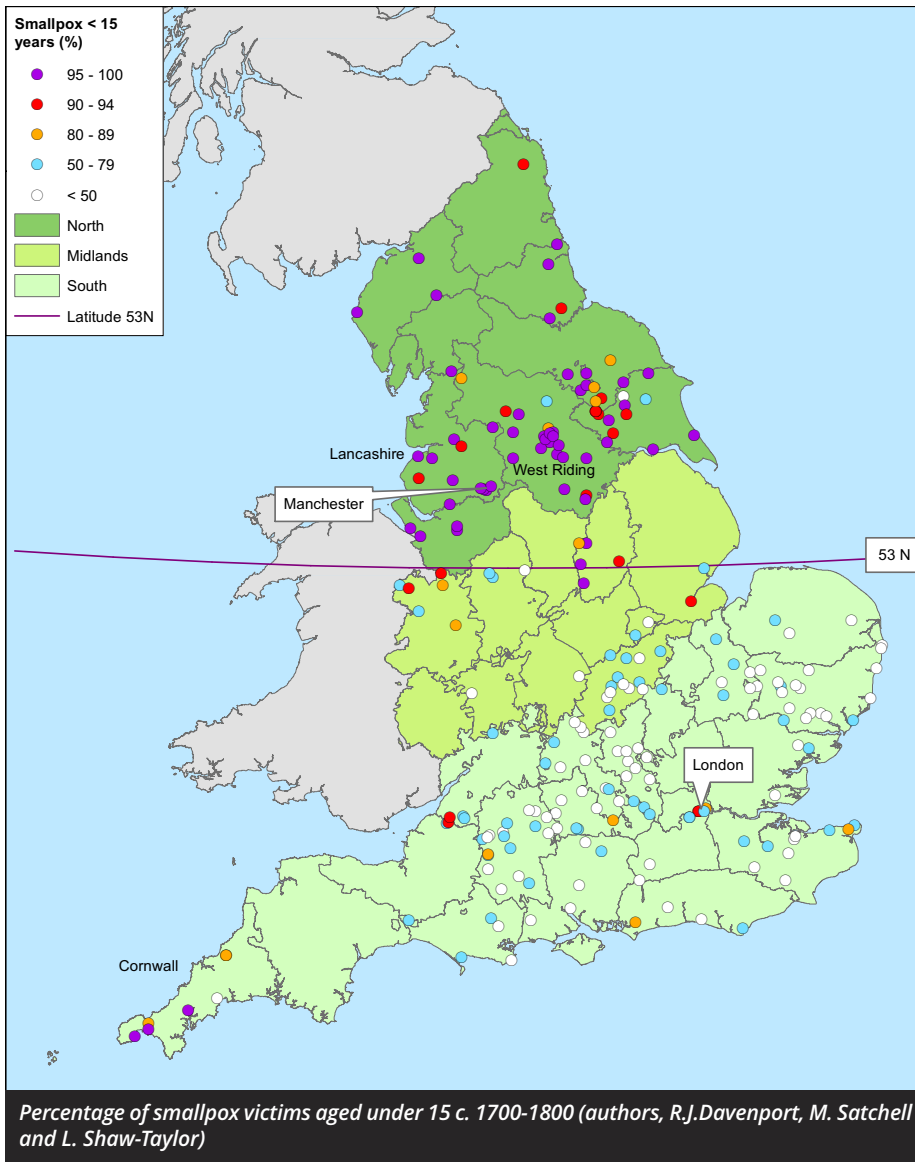 Smallpox < 15
years (%)
95 - 100
90 - 94
80 - 89
50 - 79
< 50
North
Midlands
South
Latitude 53N
Lancashire
West Riding
Manchester
53 N
London
Cornwall
Percentage of smallpox victims aged under 15 c. 1700-1800 (authors, R.J.Davenport, M. Satchell
and L. Shaw-Taylor)